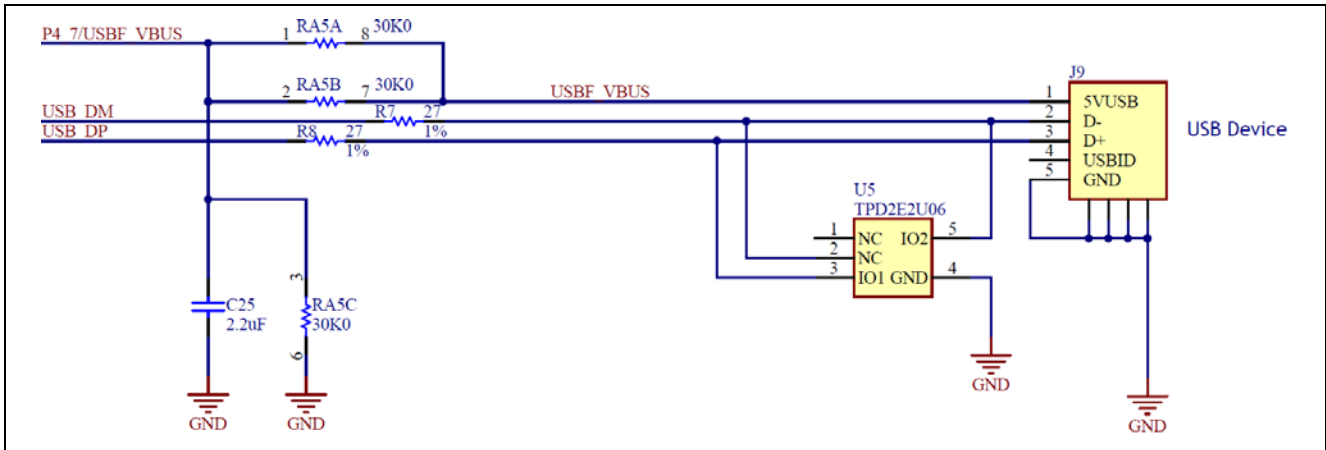 P4_7/USBF_VBUS
1 RA5A 8 30K0
2 RA5B 7 30K0
USBF_VBUS
USB_DM
R7 27
1%
USB_DP
R8 27
1%
J9
1 5VUSB
2 D-
3 D+
4 USBID
5 GND
USB Device
U5
TPD2E2U06
1 NC IO2 5
2 NC
3 IO1 GND 4
C25
2.2uF
3
RA5C
30K0
6
GND
GND
GND
GND